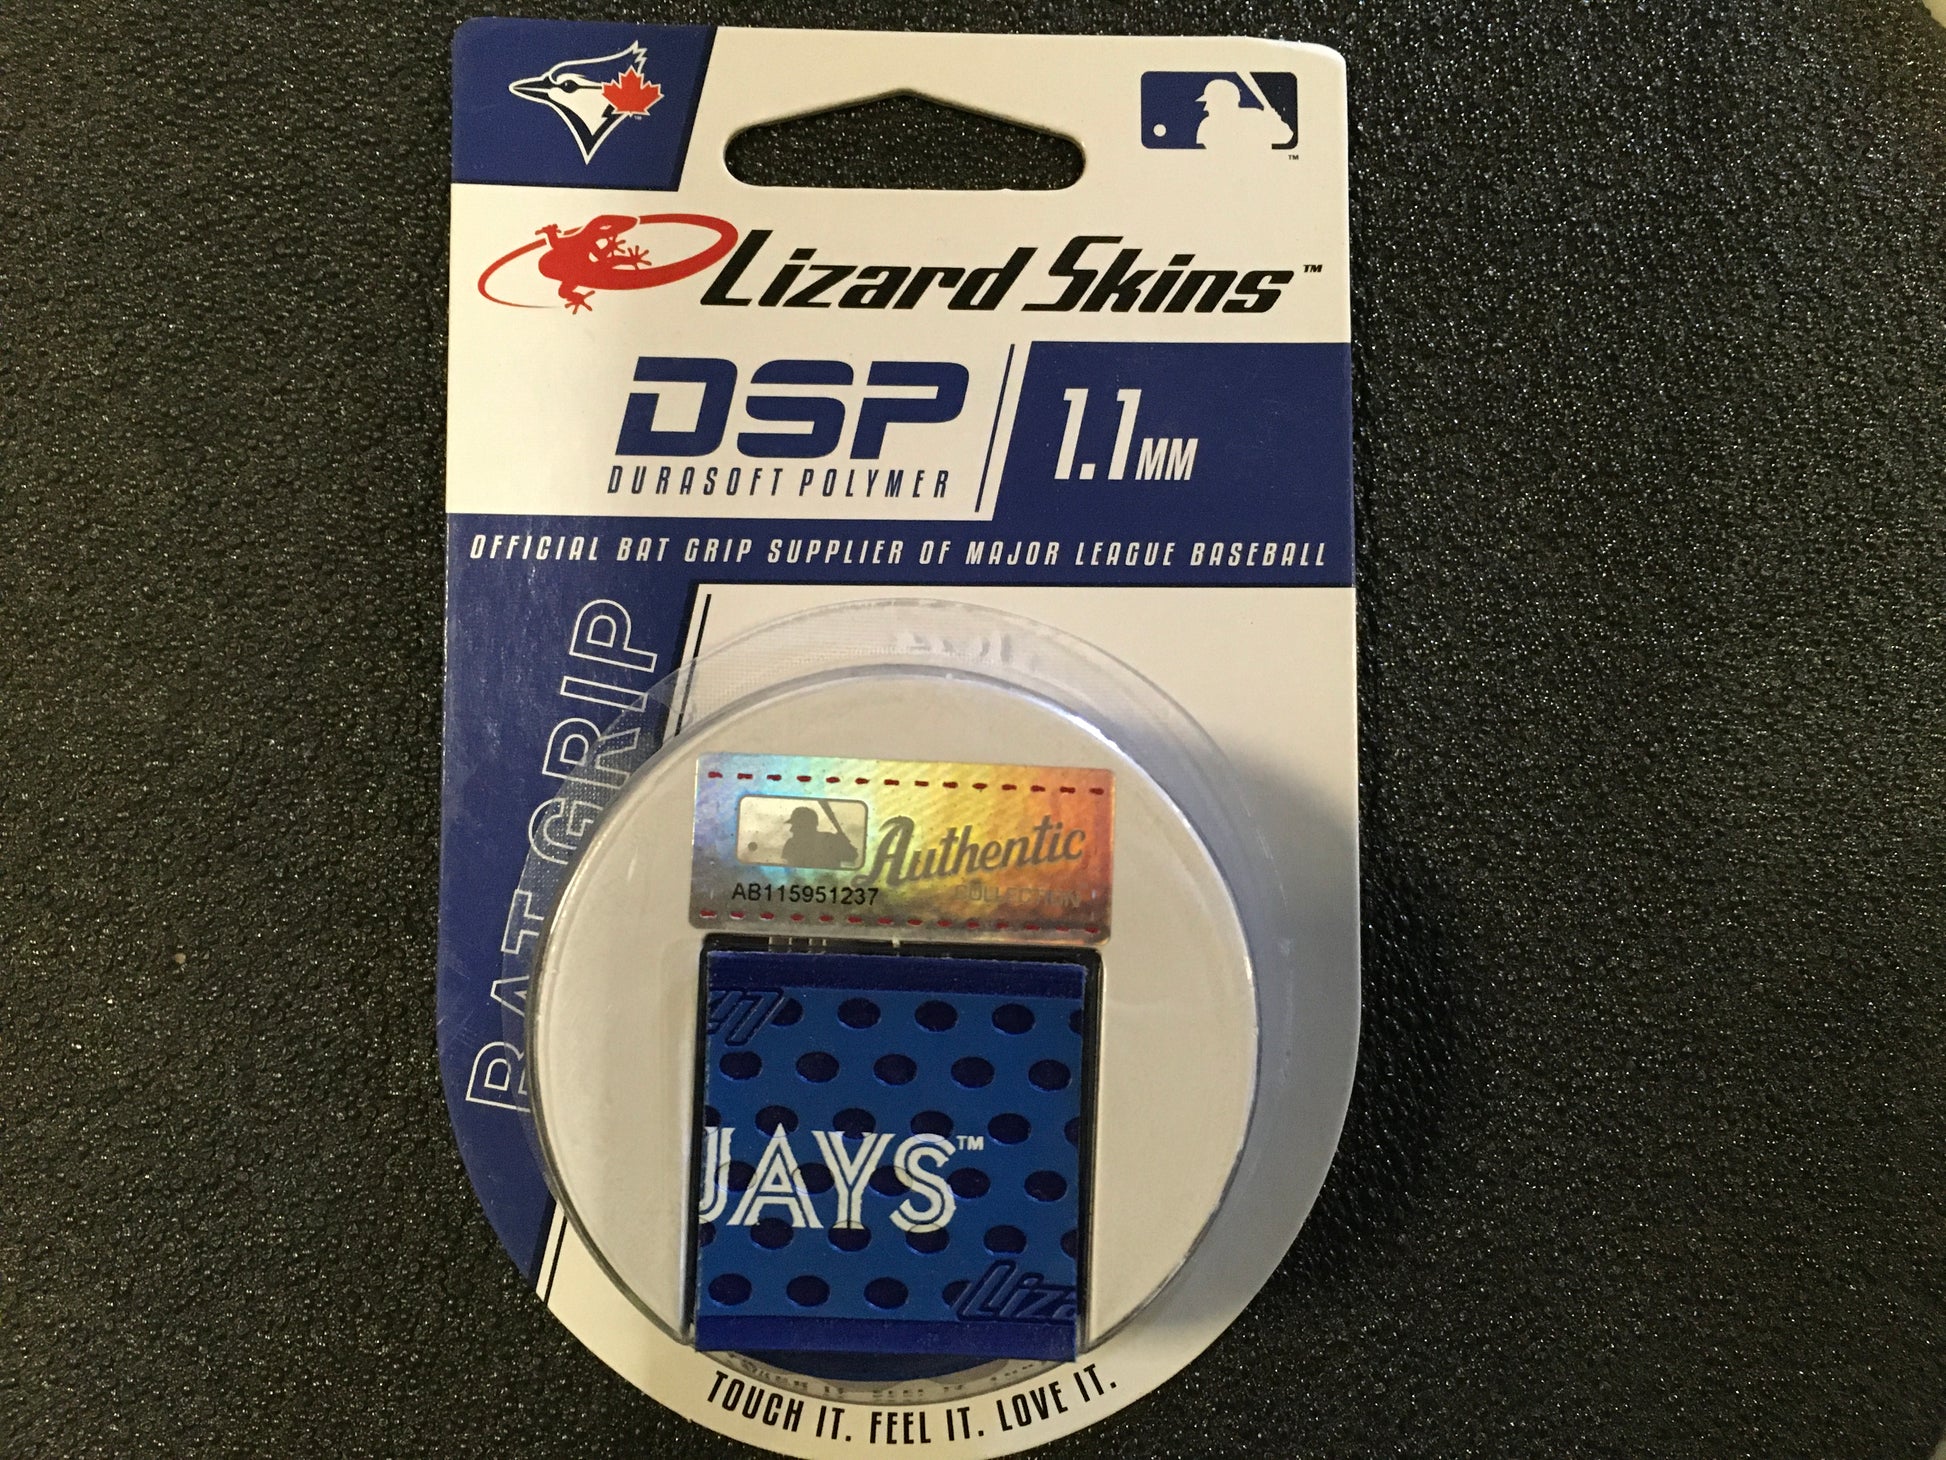 Lizard Skins™
DSP
DURASOFT POLYMER
1.1MM
OFFICIAL BAT GRIP SUPPLIER OF MAJOR LEAGUE BASEBALL
BAT GRIP
Authentic
COLLECTION
AB115951237
JAYS™
Liza
TOUCH IT. FEEL IT. LOVE IT.